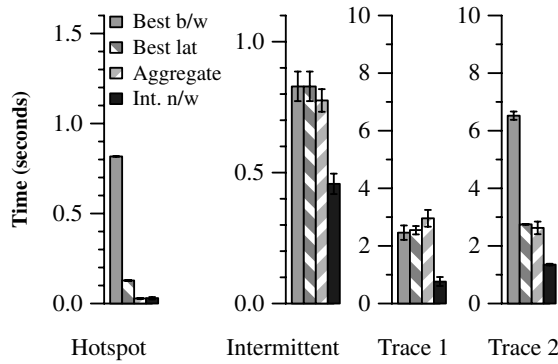 Best b/w
Best lat
Aggregate
Int. n/w
Time (seconds)
1.5
1.0
0.5
0.0
1.0
0.5
0.0
10
8
6
4
2
0
10
8
6
4
2
0
Hotspot
Intermittent
Trace 1
Trace 2